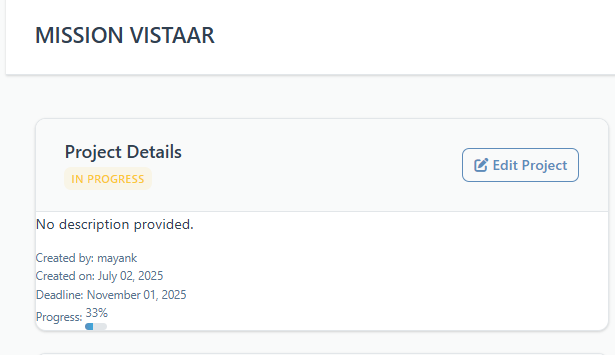 MISSION VISTAAR
Project Details
IN PROGRESS
Edit Project
No description provided.
Created by: mayank
Created on: July 02, 2025
Deadline: November 01, 2025
Progress: 33%